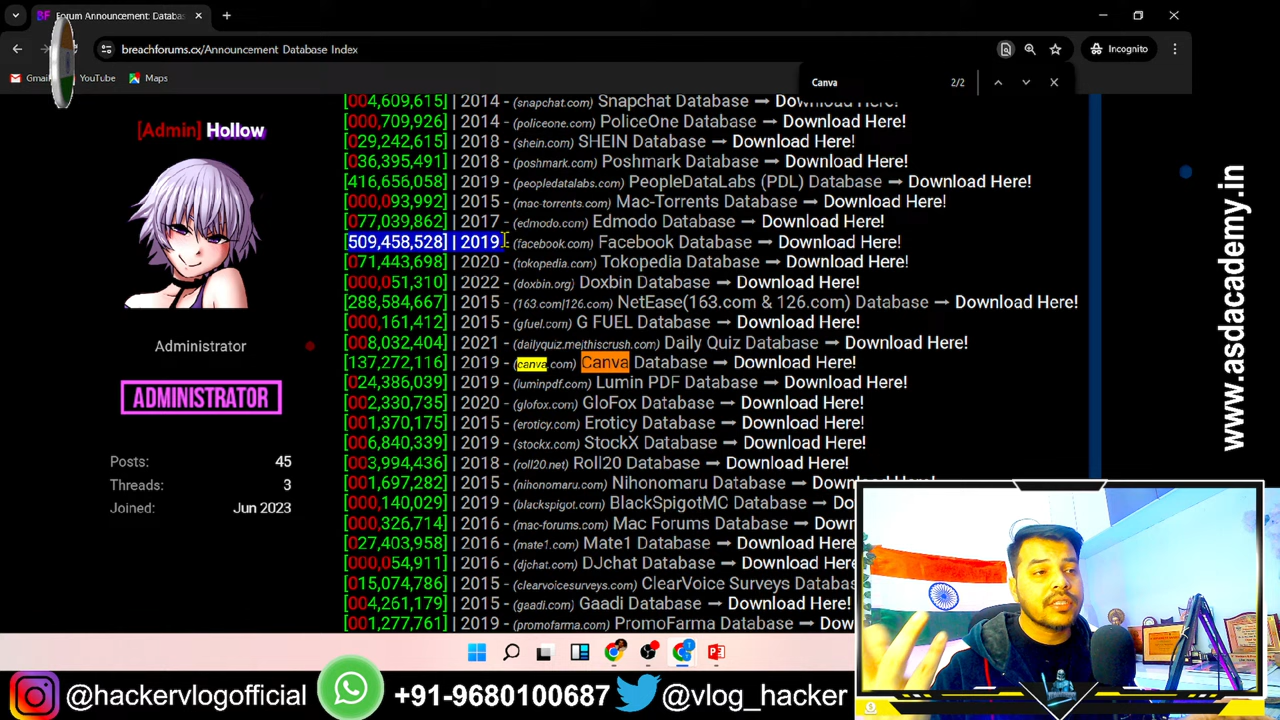 Forum Announcement: Databas
breachforums.cx/Announcement Database Index
Incognito
Gmai
YouTube
Maps
Canva
2/2
[Admin] Hollow
Administrator
ADMINISTRATOR
Posts: 45
Threads: 3
Joined: Jun 2023
[004,609,615] | 2014 - (snapchat.com) Snapchat Database → Download Here!
[000,709,926] | 2014 - (policeone.com) PoliceOne Database → Download Here!
[029,242,615] | 2018 - (shein.com) SHEIN Database → Download Here!
[036,395,491] | 2018 - (poshmark.com) Poshmark Database → Download Here!
[416,656,058] | 2019 - (peopledatalabs.com) PeopleDataLabs (PDL) Database → Download Here!
[000,093,992] | 2015 - (mac-torrents.com) Mac-Torrents Database → Download Here!
[077,039,862] | 2017 - (edmodo.com) Edmodo Database → Download Here!
[509,458,528] | 2019 - (facebook.com) Facebook Database → Download Here!
[071,443,698] | 2020 - (tokopedia.com) Tokopedia Database → Download Here!
[000,051,310] | 2022 - (doxbin.org) Doxbin Database → Download Here!
[288,584,667] | 2015 - (163.com|126.com) NetEase(163.com & 126.com) Database → Download Here!
[000,161,412] | 2015 - (gfuel.com) G FUEL Database → Download Here!
[008,032,404] | 2021 - (dailyquiz.me|thiscrush.com) Daily Quiz Database → Download Here!
[137,272,116] | 2019 - (canva.com) Canva Database → Download Here!
[024,386,039] | 2019 - (luminpdf.com) Lumin PDF Database → Download Here!
[002,330,735] | 2020 - (glofox.com) GloFox Database → Download Here!
[001,370,175] | 2015 - (eroticy.com) Eroticy Database → Download Here!
[006,840,339] | 2019 - (stockx.com) StockX Database → Download Here!
[003,994,436] | 2018 - (roll20.net) Roll20 Database → Download Here!
[001,697,282] | 2015 - (nihonomaru.com) Nihonomaru Database → Download Here!
[000,140,029] | 2019 - (blackspigot.com) BlackSpigotMC Database → Do
[000,326,714] | 2016 - (mac-forums.com) Mac Forums Database → Down
[027,403,958] | 2016 - (mate1.com) Mate1 Database → Download Here!
[000,054,911] | 2016 - (djchat.com) DJchat Database → Download Here!
[015,074,786] | 2015 - (clearvoicesurveys.com) ClearVoice Surveys Databas
[004,261,179] | 2015 - (gaadi.com) Gaadi Database → Download Here!
[001,277,761] | 2015 - (promofarma.com) PromoFarma Database → Dow
www.asdacademy.in
@hackervlogofficial
+91-9680100687
@vlog_hacker